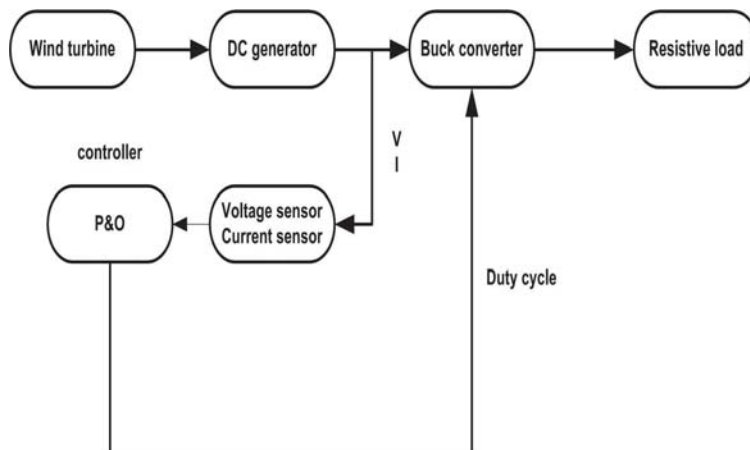 Wind turbine
DC generator
Buck converter
Resistive load
V
I
controller
P&O
Voltage sensor
Current sensor
Duty cycle